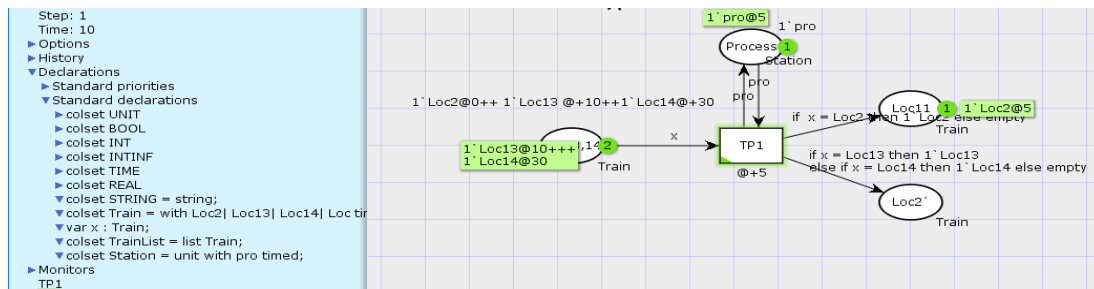 Step: 1
Time: 10
Options
History
Declarations
Standard priorities
Standard declarations
colset UNIT
colset BOOL
colset INT
colset INTINF
colset TIME
colset REAL
colset STRING = string;
colset Train = with Loc2| Loc13| Loc14| Loc tir
var x : Train;
colset TrainList = list Train;
colset Station = unit with pro timed;
Monitors
TP1
1`pro@5
1`pro
Process
1
Station
pro
pro
1`Loc2@0++ 1`Loc13 @+10++1`Loc14@+30
,14
2
1`Loc13@10+++
1`Loc14@30
Train
x
TP1
@+5
Loc11
1
1`Loc2@5
if x = Loc2 then 1`Loc2 else empty
Train
if x = Loc13 then 1`Loc13
else if x = Loc14 then 1`Loc14 else empty
Loc2`
Train